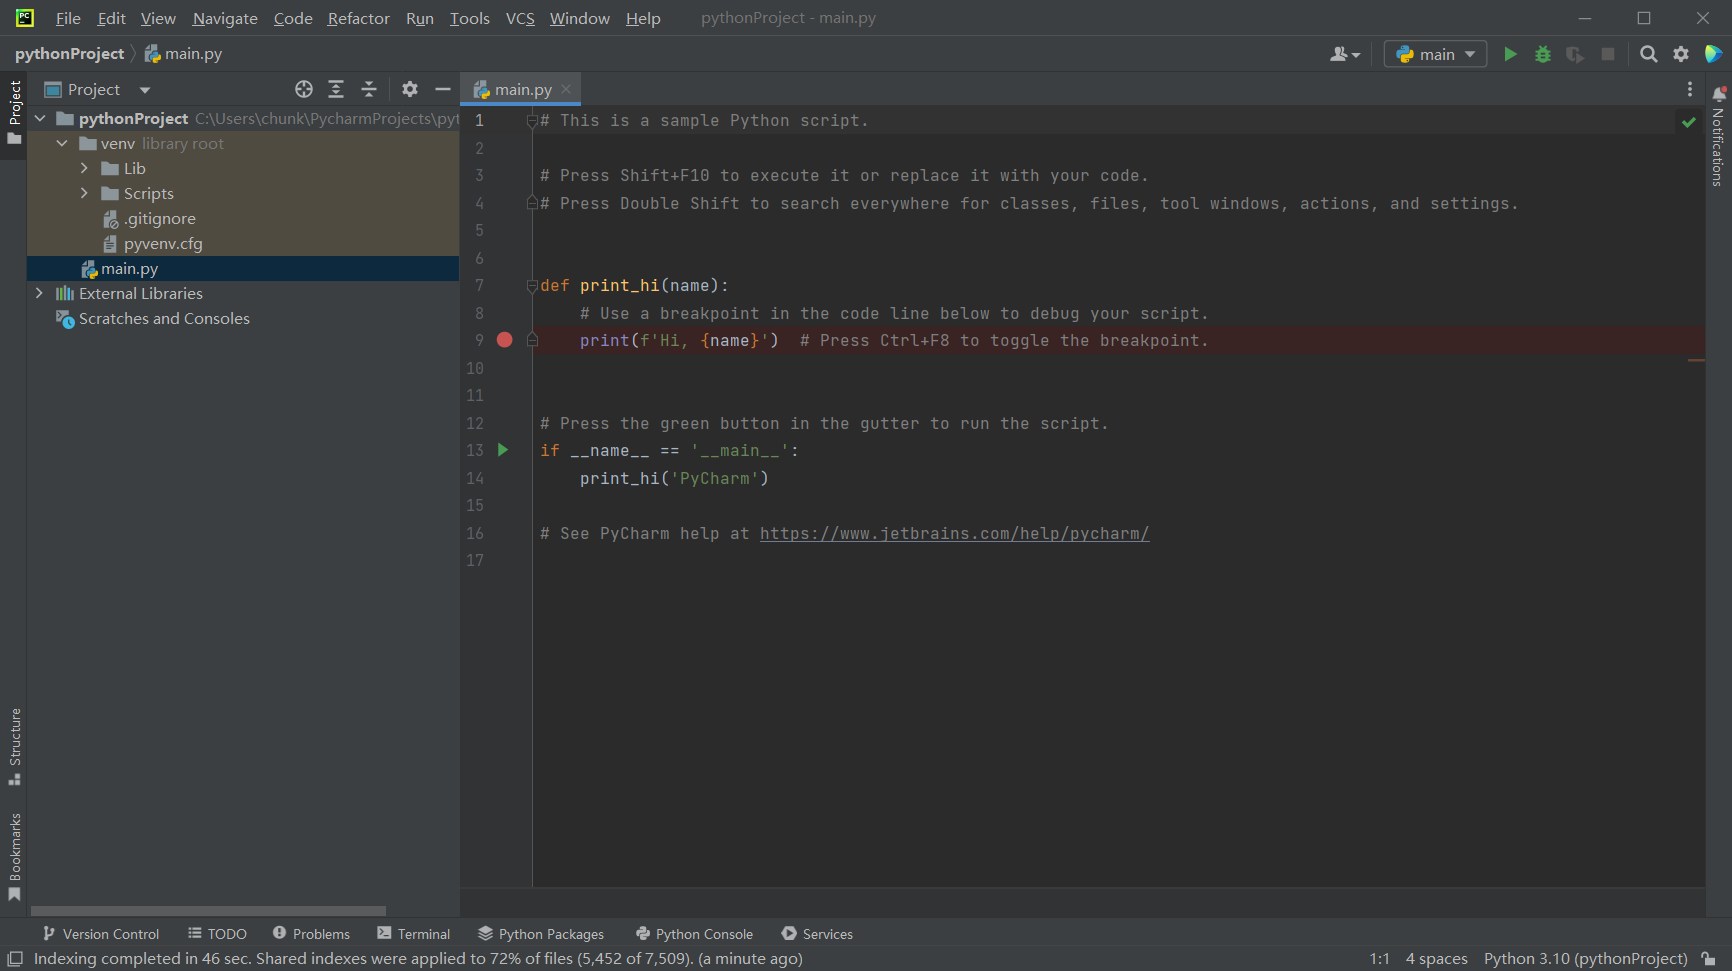 PC
File Edit View Navigate Code Refactor Run Tools VCS Window Help pythonProject - main.py
pythonProject main.py
main
Project
Project
main.py
Notifications
pythonProject C:\Users\chunk\PycharmProjects\pyt
venv library root
Lib
Scripts
.gitignore
pyvenv.cfg
main.py
External Libraries
Scratches and Consoles
1 # This is a sample Python script.
2
3 # Press Shift+F10 to execute it or replace it with your code.
4 # Press Double Shift to search everywhere for classes, files, tool windows, actions, and settings.
5
6
7 def print_hi(name):
8 # Use a breakpoint in the code line below to debug your script.
9 print(f'Hi, {name}') # Press Ctrl+F8 to toggle the breakpoint.
10
11
12 # Press the green button in the gutter to run the script.
13 if __name__ == '__main__':
14 print_hi('PyCharm')
15
16 # See PyCharm help at https://www.jetbrains.com/help/pycharm/
17
Structure
Bookmarks
Version Control TODO Problems Terminal Python Packages Python Console Services
Indexing completed in 46 sec. Shared indexes were applied to 72% of files (5,452 of 7,509). (a minute ago) 1:1 4 spaces Python 3.10 (pythonProject)